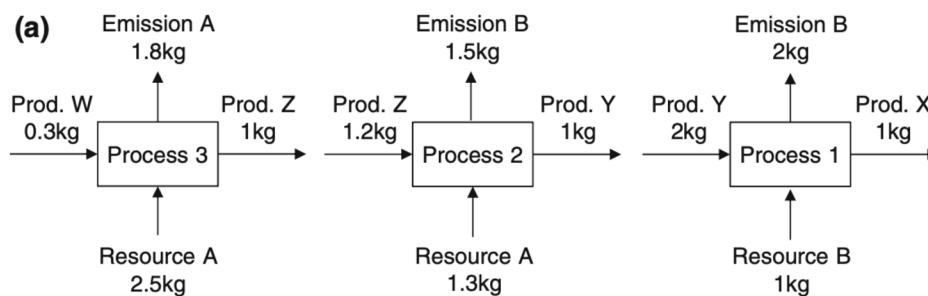 (a)
Emission A
1.8kg
Prod. W
0.3kg
Process 3
Prod. Z
1kg
Resource A
2.5kg
Emission B
1.5kg
Prod. Z
1.2kg
Process 2
Prod. Y
1kg
Resource A
1.3kg
Emission B
2kg
Prod. Y
2kg
Process 1
Prod. X
1kg
Resource B
1kg